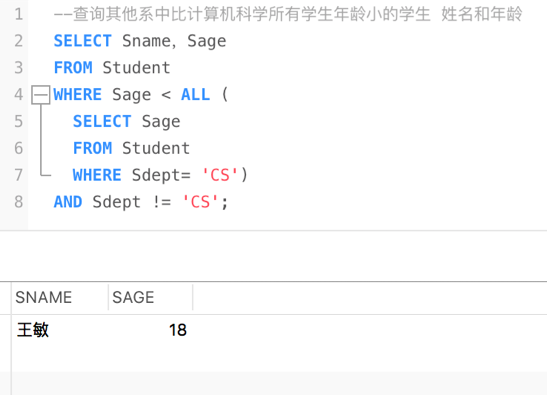 1 --查询其他系中比计算机科学所有学生年龄小的学生 姓名和年龄
2 SELECT Sname, Sage
3 FROM Student
4 WHERE Sage < ALL (
5 SELECT Sage
6 FROM Student
7 WHERE Sdept= 'CS')
8 AND Sdept != 'CS';
SNAME SAGE
王敏 18